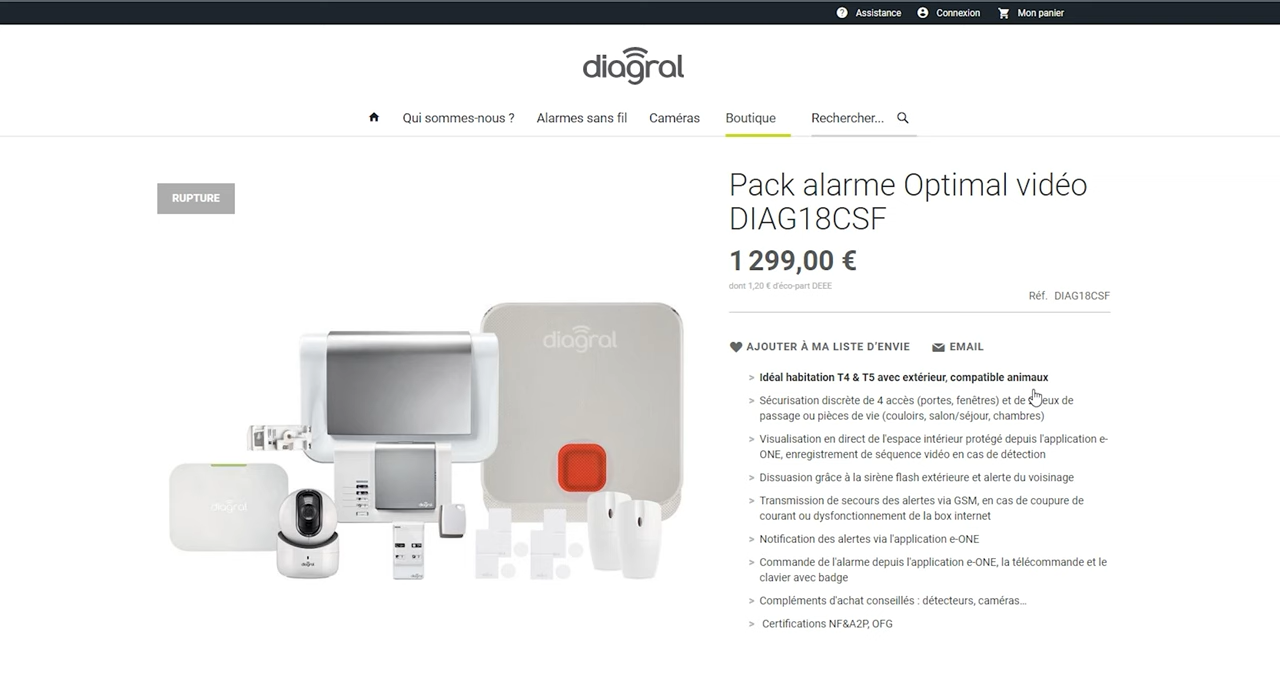 Assistance
Connexion
Mon panier
diagral
Qui sommes-nous ?
Alarmes sans fil
Caméras
Boutique
Rechercher...
RUPTURE
Pack alarme Optimal vidéo
DIAG18CSF
1 299,00 €
dont 1,20 € d'éco-part DEEE
Réf. DIAG18CSF
AJOUTER À MA LISTE D'ENVIE
EMAIL
> Idéal habitation T4 & T5 avec extérieur, compatible animaux
> Sécurisation discrète de 4 accès (portes, fenêtres) et de eux de
passage ou pièces de vie (couloirs, salon/séjour, chambres)
> Visualisation en direct de l'espace intérieur protégé depuis l'application e-
ONE, enregistrement de séquence vidéo en cas de détection
> Dissuasion grâce à la sirène flash extérieure et alerte du voisinage
> Transmission de secours des alertes via GSM, en cas de coupure de
courant ou dysfonctionnement de la box internet
> Notification des alertes via l'application e-ONE
> Commande de l'alarme depuis l'application e-ONE, la télécommande et le
clavier avec badge
> Compléments d'achat conseillés : détecteurs, caméras...
> Certifications NF&A2P, OFG
diagral
diagral